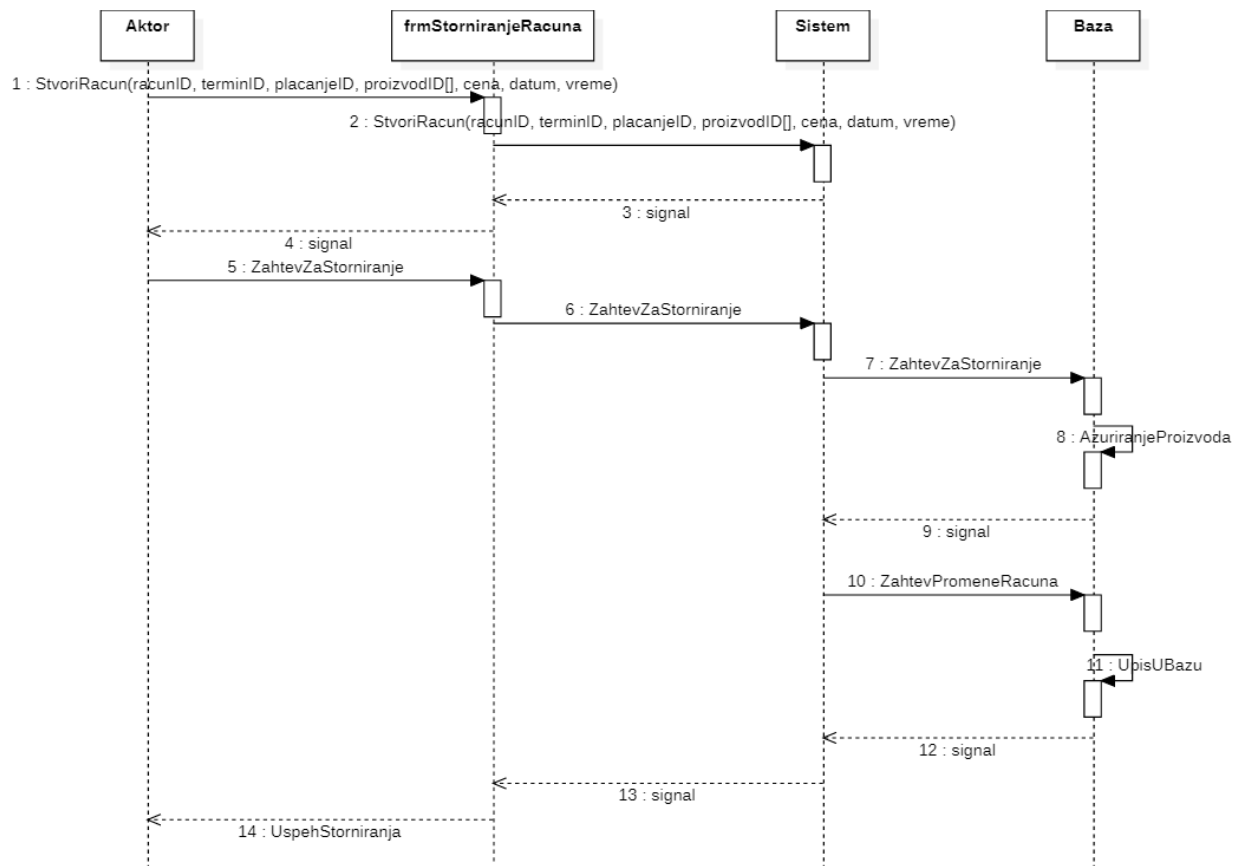 Aktor
frmStorniranjeRacuna
Sistem
Baza
1 : StvoriRacun(racunID, terminID, placanjeID, proizvodID[], cena, datum, vreme)
2 : StvoriRacun(racunID, terminID, placanjeID, proizvodID[], cena, datum, vreme)
3 : signal
4 : signal
5 : ZahtevZaStorniranje
6 : ZahtevZaStorniranje
7 : ZahtevZaStorniranje
8 : AzuriranjeProizvoda
9 : signal
10 : ZahtevPromeneRacuna
11 : UpisUBazu
12 : signal
13 : signal
14 : UspehStorniranja